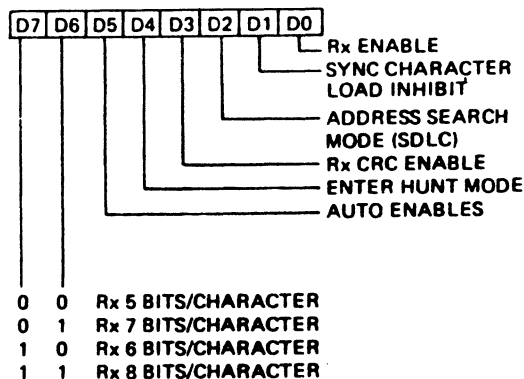 D7 D6 D5 D4 D3 D2 D1 D0
Rx ENABLE
SYNC CHARACTER
LOAD INHIBIT
ADDRESS SEARCH
MODE (SDLC)
Rx CRC ENABLE
ENTER HUNT MODE
AUTO ENABLES
0 0 Rx 5 BITS/CHARACTER
0 1 Rx 7 BITS/CHARACTER
1 0 Rx 6 BITS/CHARACTER
1 1 Rx 8 BITS/CHARACTER